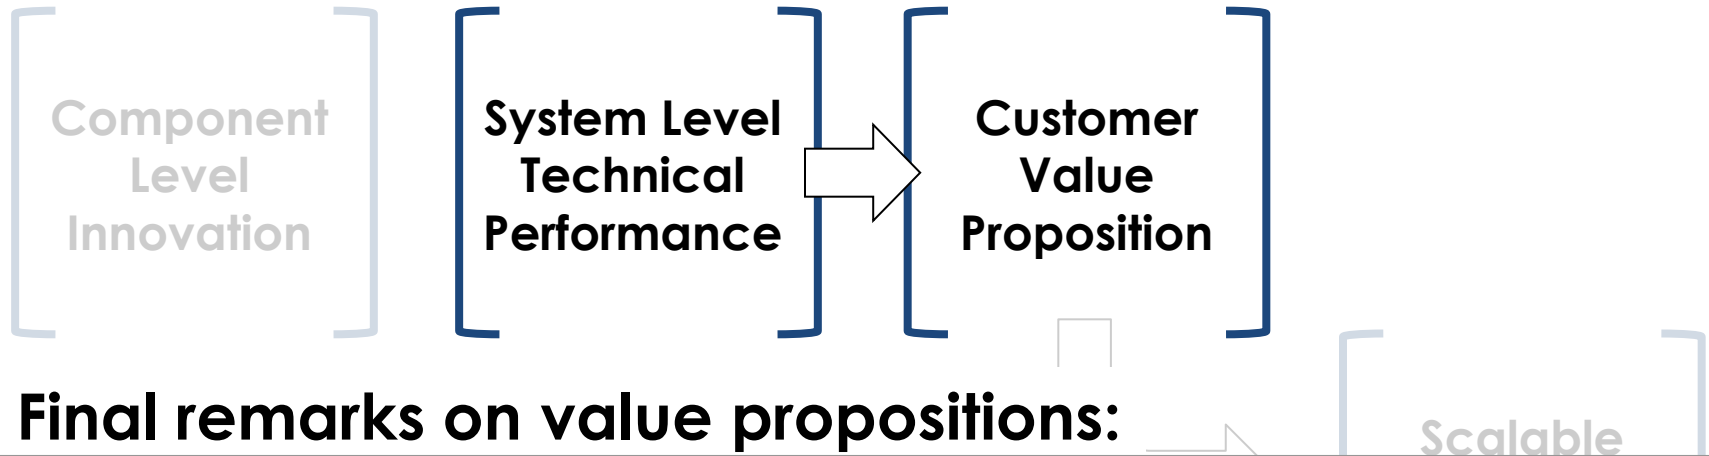 Component
Level
Innovation
System Level
Technical
Performance
Customer
Value
Proposition
Final remarks on value propositions:
Scalable